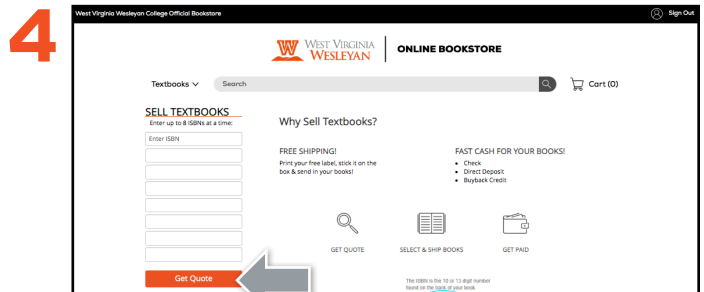 4
West Virginia Wesleyan College Official Bookstore
Sign Out
WEST VIRGINIA
WESLEYAN
ONLINE BOOKSTORE
Textbooks
Search
Cart (0)
SELL TEXTBOOKS
Enter up to 8 ISBNs at a time:
Enter ISBN
Get Quote
Why Sell Textbooks?
FREE SHIPPING!
Print your free label, stick it on the
box & send in your books!
FAST CASH FOR YOUR BOOKS!
• Check
• Direct Deposit
• Buyback Credit
GET QUOTE
SELECT & SHIP BOOKS
GET PAID
The ISBN is the 10 or 13 digit number
found on the back of your book